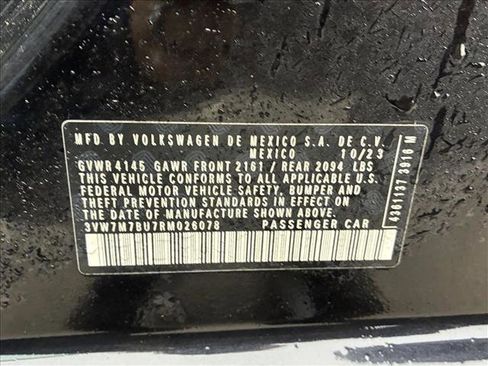 MFD BY VOLKSWAGEN DE MEXICO S.A. DE C.V.
MEXICO 10/23
GVWR 4145 GAWR FRONT 2161 / REAR 2094 LBS
THIS VEHICLE CONFORMS TO ALL APPLICABLE U.S.
FEDERAL MOTOR VEHICLE SAFETY, BUMPER AND
THEFT PREVENTION STANDARDS IN EFFECT ON THE
DATE OF MANUFACTURE SHOWN ABOVE.
3VW7M7BU7RM026078 PASSENGER CAR